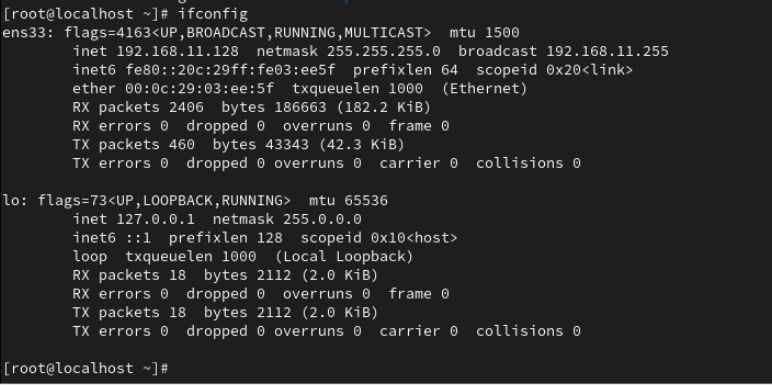 [root@localhost ~]# ifconfig
ens33: flags=4163<UP,BROADCAST,RUNNING,MULTICAST>  mtu 1500
        inet 192.168.11.128  netmask 255.255.255.0  broadcast 192.168.11.255
        inet6 fe80::20c:29ff:fe03:ee5f  prefixlen 64  scopeid 0x20<link>
        ether 00:0c:29:03:ee:5f  txqueuelen 1000  (Ethernet)
        RX packets 2406  bytes 186663 (182.2 KiB)
        RX errors 0  dropped 0  overruns 0  frame 0
        TX packets 460  bytes 43343 (42.3 KiB)
        TX errors 0  dropped 0 overruns 0  carrier 0  collisions 0

lo: flags=73<UP,LOOPBACK,RUNNING>  mtu 65536
        inet 127.0.0.1  netmask 255.0.0.0
        inet6 ::1  prefixlen 128  scopeid 0x10<host>
        loop  txqueuelen 1000  (Local Loopback)
        RX packets 18  bytes 2112 (2.0 KiB)
        RX errors 0  dropped 0  overruns 0  frame 0
        TX packets 18  bytes 2112 (2.0 KiB)
        TX errors 0  dropped 0 overruns 0  carrier 0  collisions 0

[root@localhost ~]#